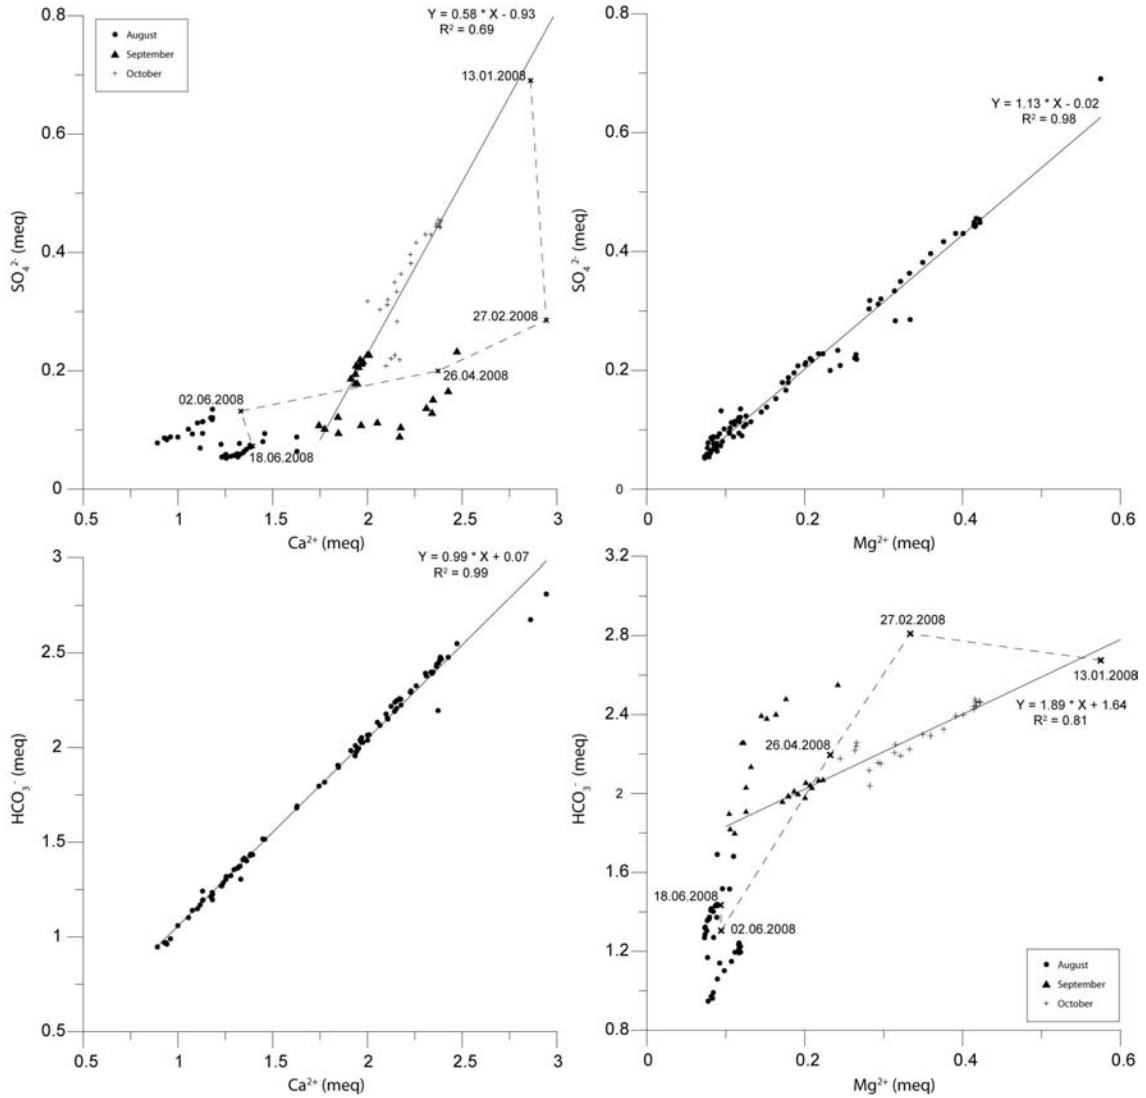 0.8
0.6
0.4
0.2
0
SO₄²⁻ (meq)
August
September
October
Y = 0.58 * X - 0.93
R² = 0.69
13.01.2008
27.02.2008
26.04.2008
02.06.2008
18.06.2008
0.5 1 1.5 2 2.5 3
Ca²⁺ (meq)
0.8
0.6
0.4
0.2
0
SO₄²⁻ (meq)
Y = 1.13 * X - 0.02
R² = 0.98
0 0.2 0.4 0.6
Mg²⁺ (meq)
3
2.5
2
1.5
1
0.5
HCO₃⁻ (meq)
Y = 0.99 * X + 0.07
R² = 0.99
0.5 1 1.5 2 2.5 3
Ca²⁺ (meq)
3.2
2.8
2.4
2
1.6
1.2
0.8
HCO₃⁻ (meq)
27.02.2008
13.01.2008
Y = 1.89 * X + 1.64
R² = 0.81
26.04.2008
18.06.2008
02.06.2008
August
September
October
0 0.2 0.4 0.6
Mg²⁺ (meq)